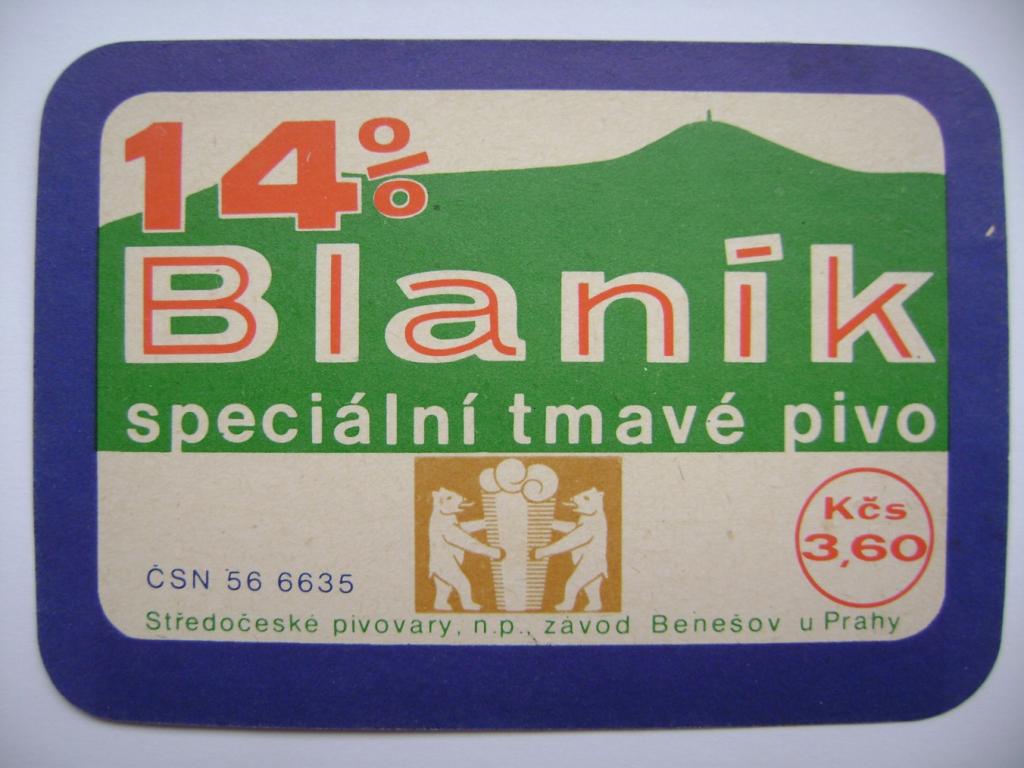 14%
Blaník
speciální tmavé pivo
Kčs
3,60
ČSN 56 6635
Středočeské pivovary, n.p., závod Benešov u Prahy